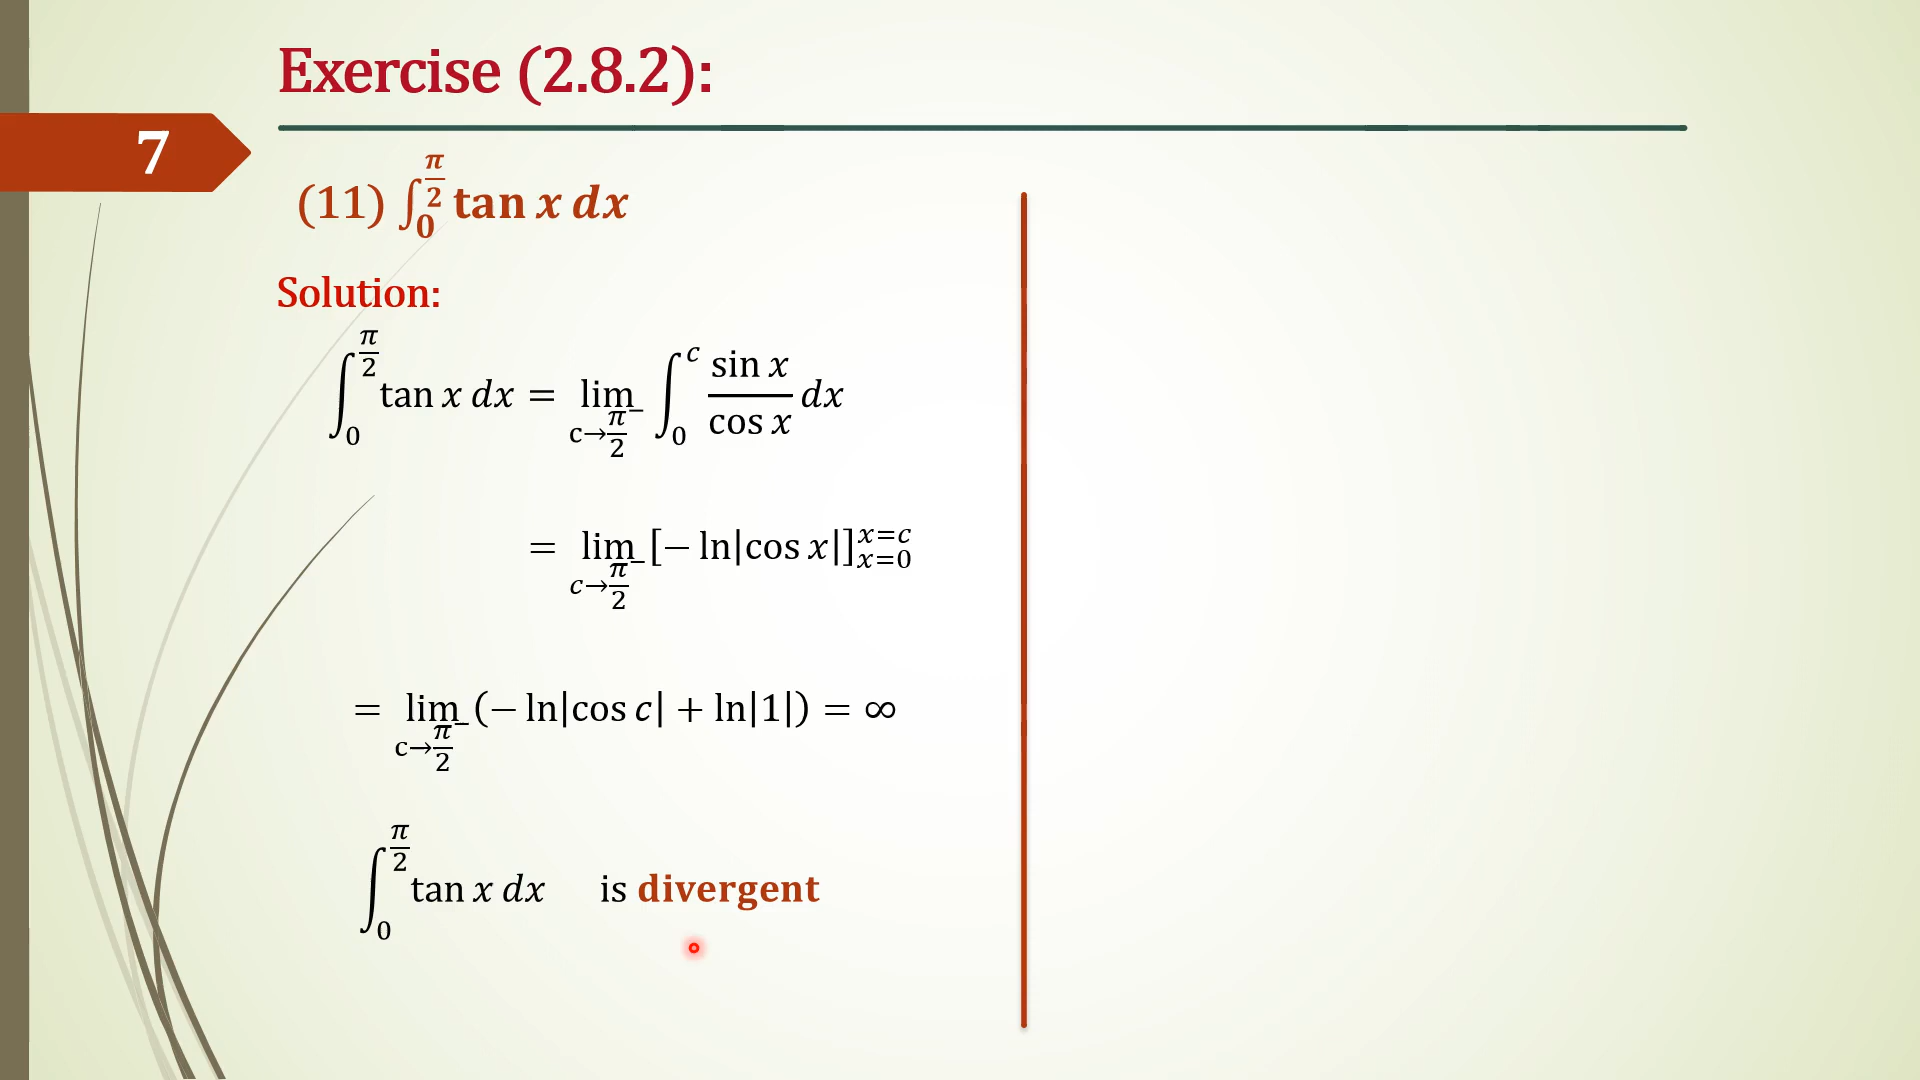 Exercise (2.8.2):
7
(11) ∫₀^{π/2} tan x dx
Solution:
∫₀^{π/2} tan x dx = lim_{c→π/2⁻} ∫₀^c (sin x / cos x) dx
= lim_{c→π/2⁻} [− ln|cos x|]_{x=0}^{x=c}
= lim_{c→π/2⁻} (− ln|cos c| + ln|1|) = ∞
∫₀^{π/2} tan x dx is divergent